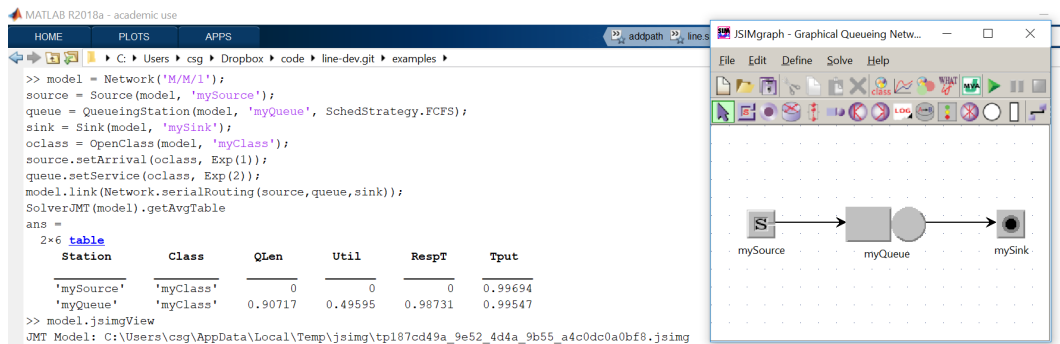 MATLAB R2018a - academic use
HOME PLOTS APPS addpath line.s
C: Users csg Dropbox code line-dev.git examples
>> model = Network('M/M/1');
source = Source(model, 'mySource');
queue = QueueingStation(model, 'myQueue', SchedStrategy.FCFS);
sink = Sink(model, 'mySink');
oclass = OpenClass(model, 'myClass');
source.setArrival(oclass, Exp(1));
queue.setService(oclass, Exp(2));
model.link(Network.serialRouting(source,queue,sink));
SolverJMT(model).getAvgTable
ans =
2×6 table
Station Class QLen Util RespT Tput
'mySource' 'myClass' 0 0 0 0.99694
'myQueue' 'myClass' 0.90717 0.49595 0.98731 0.99547
>> model.jsimgView
JMT Model: C:\Users\csg\AppData\Local\Temp\jsimg\tp187cd49a_9e52_4d4a_9b55_a4c0dc0a0bf8.jsimg
JSIMgraph - Graphical Queueing Netw...
File Edit Define Solve Help
class WHAT IF MVA
LOG
S
mySource myQueue mySink